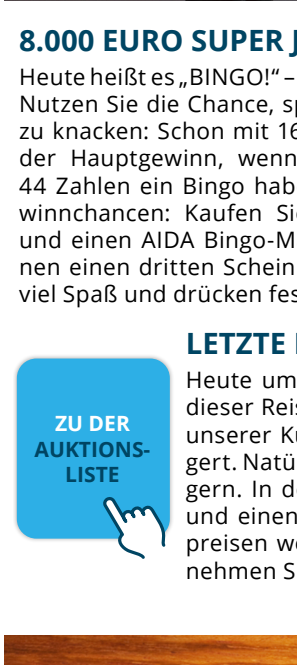 8.000 EURO SUPER J
Heute heißt es „BINGO!“ –
Nutzen Sie die Chance, sp
zu knacken: Schon mit 16
der Hauptgewinn, wenn
44 Zahlen ein Bingo hab
winnchancen: Kaufen Sie
und einen AIDA Bingo-M
nen einen dritten Schein
viel Spaß und drücken fes
LETZTE
Heute um
dieser Reis
unserer Ku
gert. Natü
gern. In de
und einen
preisen we
nehmen S
ZU DER
AUKTIONS-
LISTE